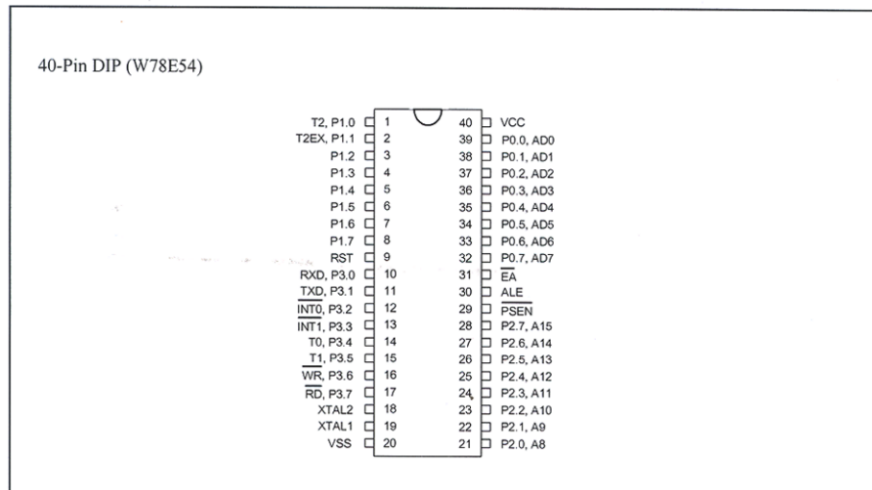 40-Pin DIP (W78E54)
T2, P1.0 1 40 VCC
T2EX, P1.1 2 39 P0.0, AD0
P1.2 3 38 P0.1, AD1
P1.3 4 37 P0.2, AD2
P1.4 5 36 P0.3, AD3
P1.5 6 35 P0.4, AD4
P1.6 7 34 P0.5, AD5
P1.7 8 33 P0.6, AD6
RST 9 32 P0.7, AD7
RXD, P3.0 10 31 EA
TXD, P3.1 11 30 ALE
INT0, P3.2 12 29 PSEN
INT1, P3.3 13 28 P2.7, A15
T0, P3.4 14 27 P2.6, A14
T1, P3.5 15 26 P2.5, A13
WR, P3.6 16 25 P2.4, A12
RD, P3.7 17 24 P2.3, A11
XTAL2 18 23 P2.2, A10
XTAL1 19 22 P2.1, A9
VSS 20 21 P2.0, A8